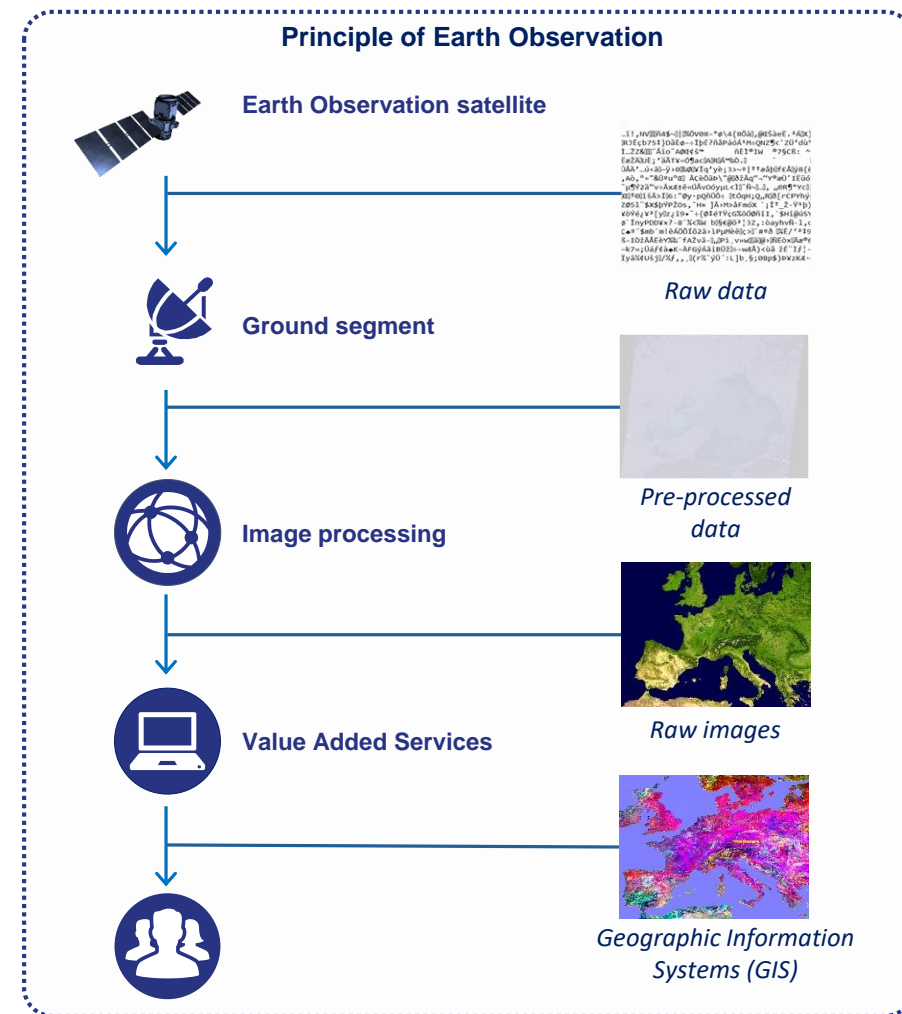 Principle of Earth Observation
Earth Observation satellite
Raw data
Ground segment
Pre-processed
data
Image processing
Raw images
Value Added Services
Geographic Information
Systems (GIS)